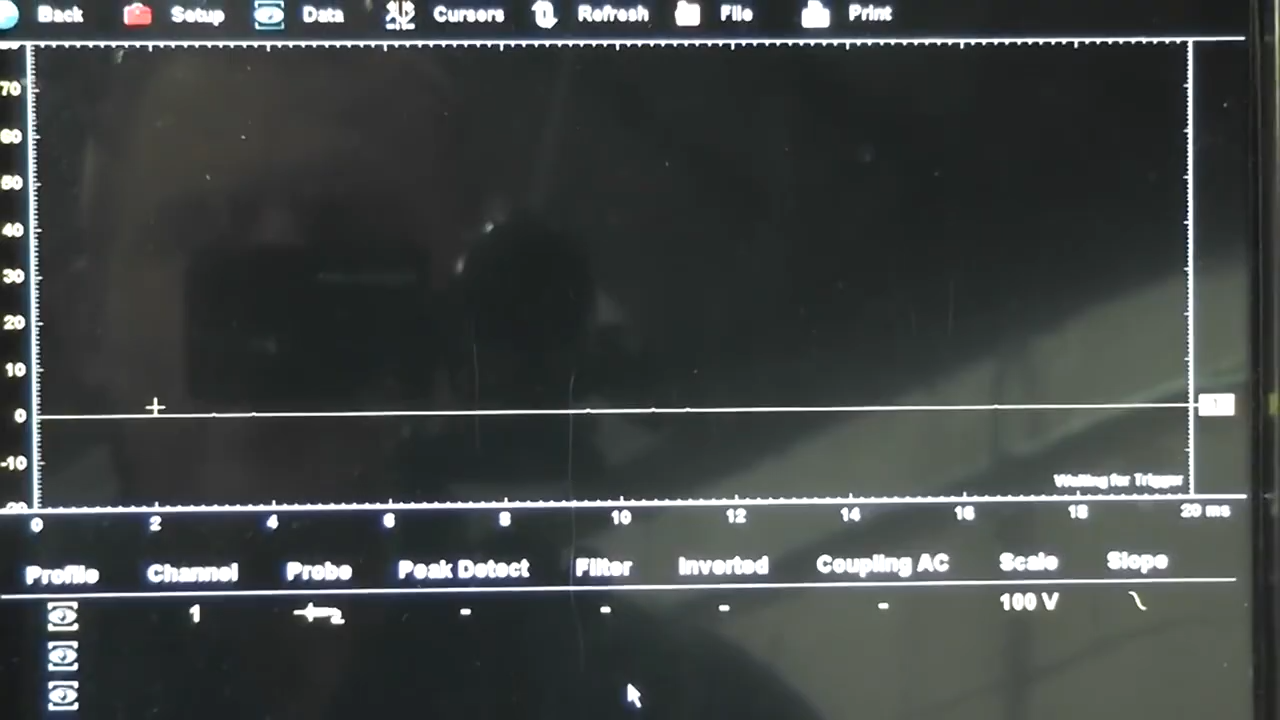 Back Setup Data Cursors Refresh File Print
70
60
50
40
30
20
10
0
-10
Waiting for Trigger
0 2 4 6 8 10 12 14 16 18 20 ms
Profile Channel Probe Peak Detect Filter Inverted Coupling AC Scale Slope
1 - - - - 100 V